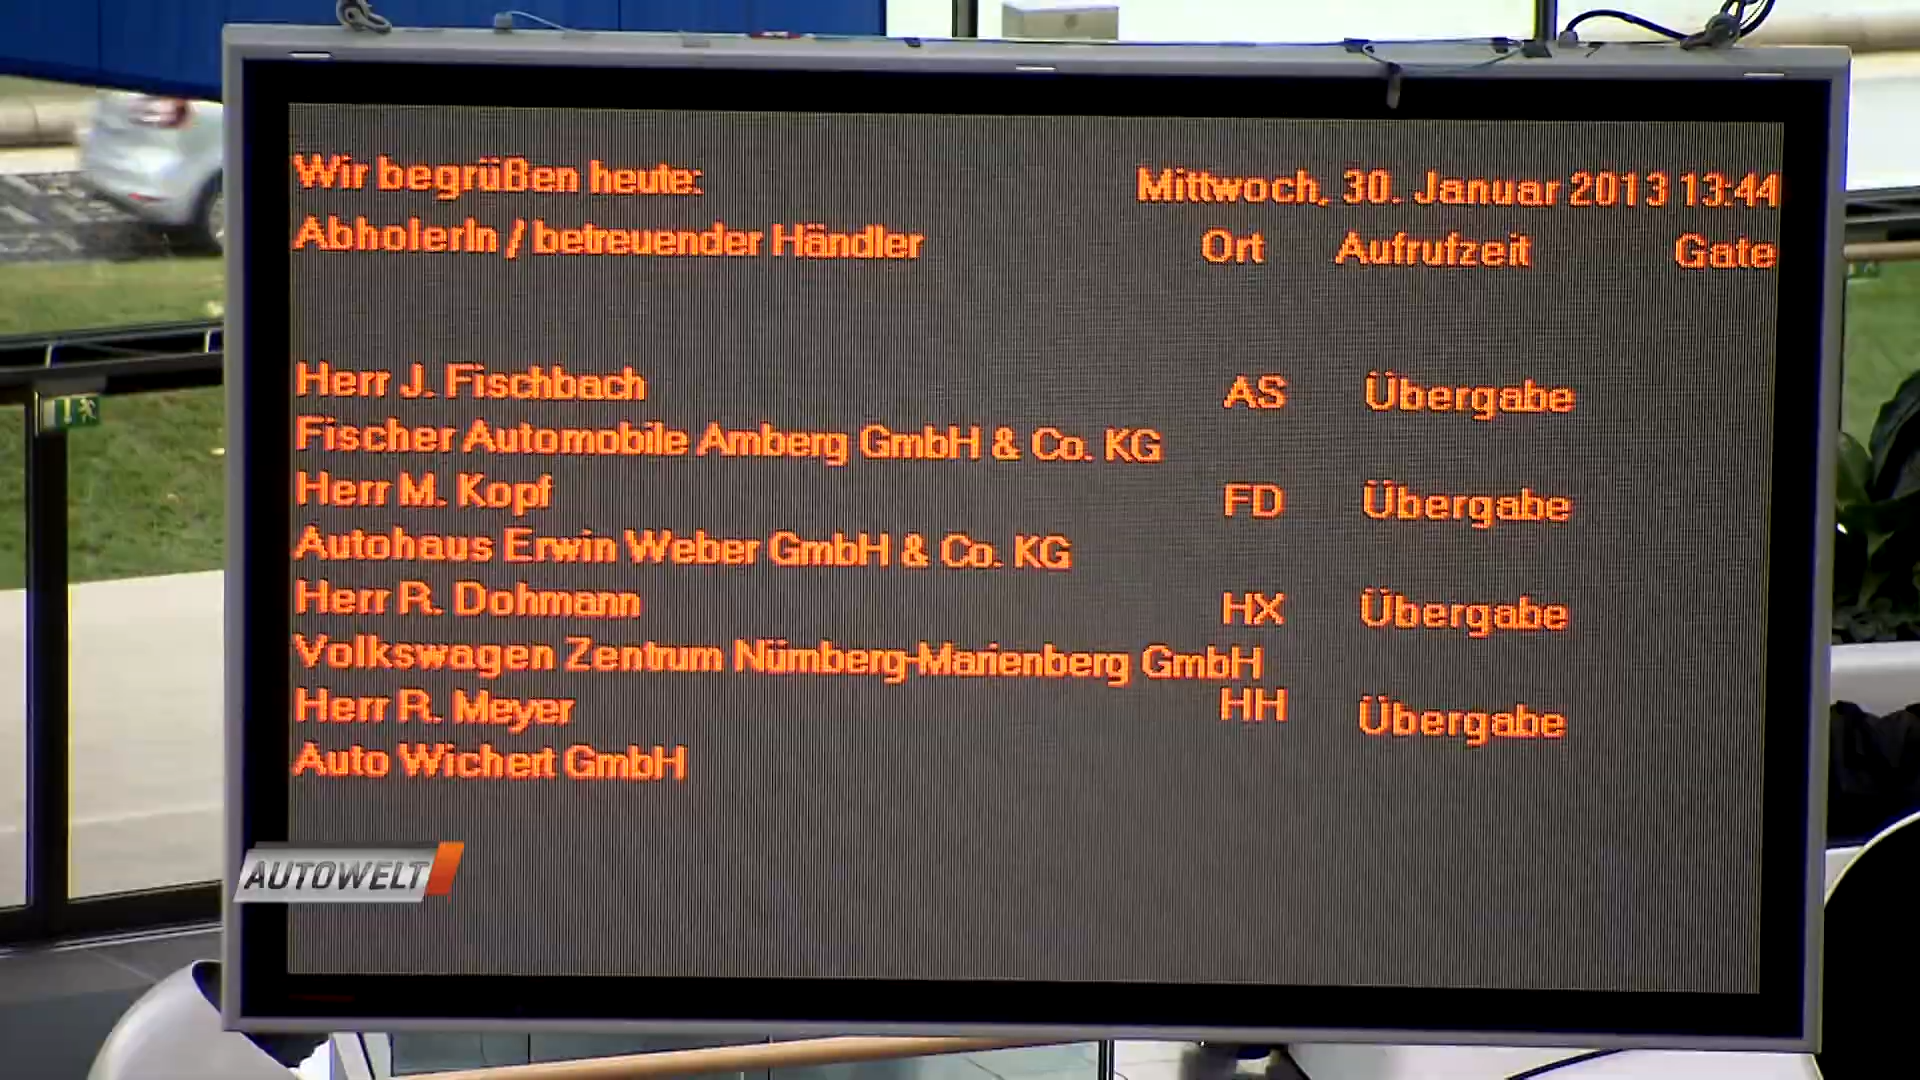 Wir begrüßen heute: Mittwoch, 30. Januar 2013 13:44
AbholerIn / betreuender Händler Ort Aufrufzeit Gate
Herr J. Fischbach AS Übergabe
Fischer Automobile Amberg GmbH & Co. KG
Herr M. Kopf FD Übergabe
Autohaus Erwin Weber GmbH & Co. KG
Herr R. Dohmann HX Übergabe
Volkswagen Zentrum Nürnberg-Marienberg GmbH
Herr R. Meyer HH Übergabe
Auto Wichert GmbH
AUTOWELT